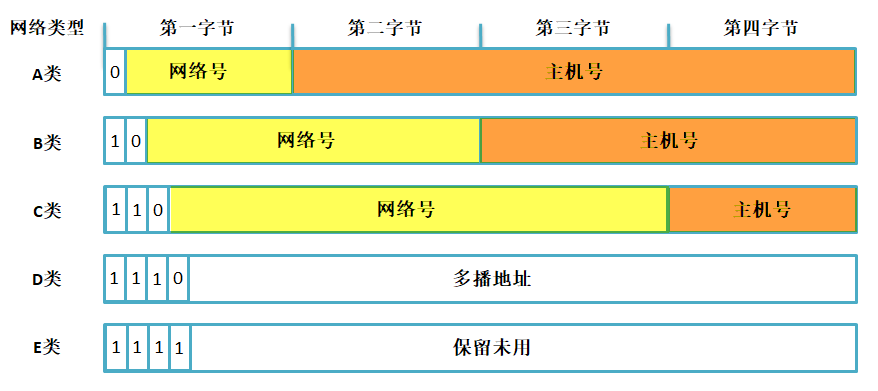 网络类型 第一字节 第二字节 第三字节 第四字节
A类 0 网络号 主机号
B类 1 0 网络号 主机号
C类 1 1 0 网络号 主机号
D类 1 1 1 0 多播地址
E类 1 1 1 1 保留未用